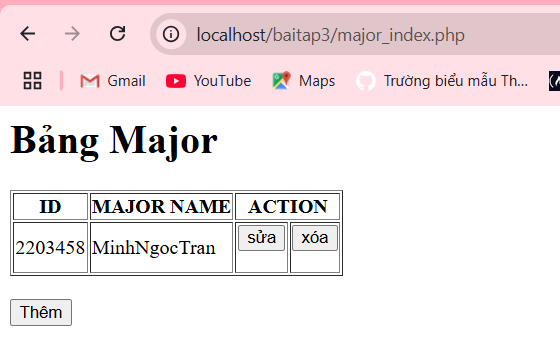 localhost/baitap3/major_index.php
Gmail YouTube Maps Trường biểu mẫu Th...
Bảng Major
ID MAJOR NAME ACTION
2203458 MinhNgocTran sửa xóa
Thêm